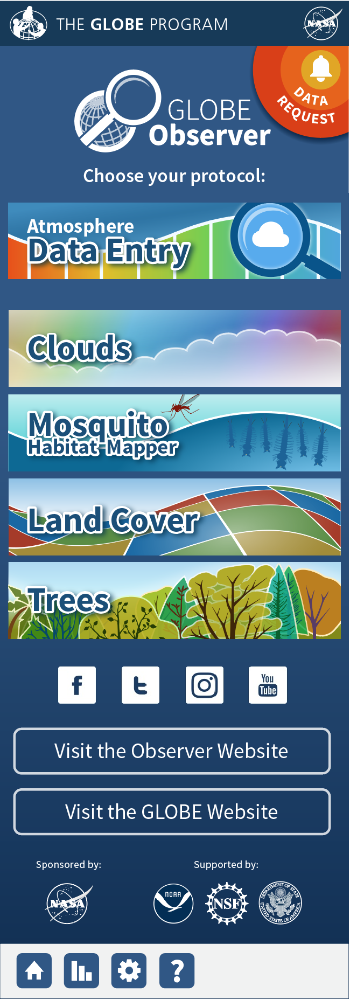 THE GLOBE PROGRAM
NASA
DATA
REQUEST
GLOBE
Observer
Choose your protocol:
Atmosphere
Data Entry
Clouds
Mosquito
Habitat Mapper
Land Cover
Trees
f
t
You
Tube
Visit the Observer Website
Visit the GLOBE Website
Sponsored by:
Supported by:
NASA
NOAA
NSF
DEPARTMENT OF STATE
UNITED STATES OF AMERICA
?